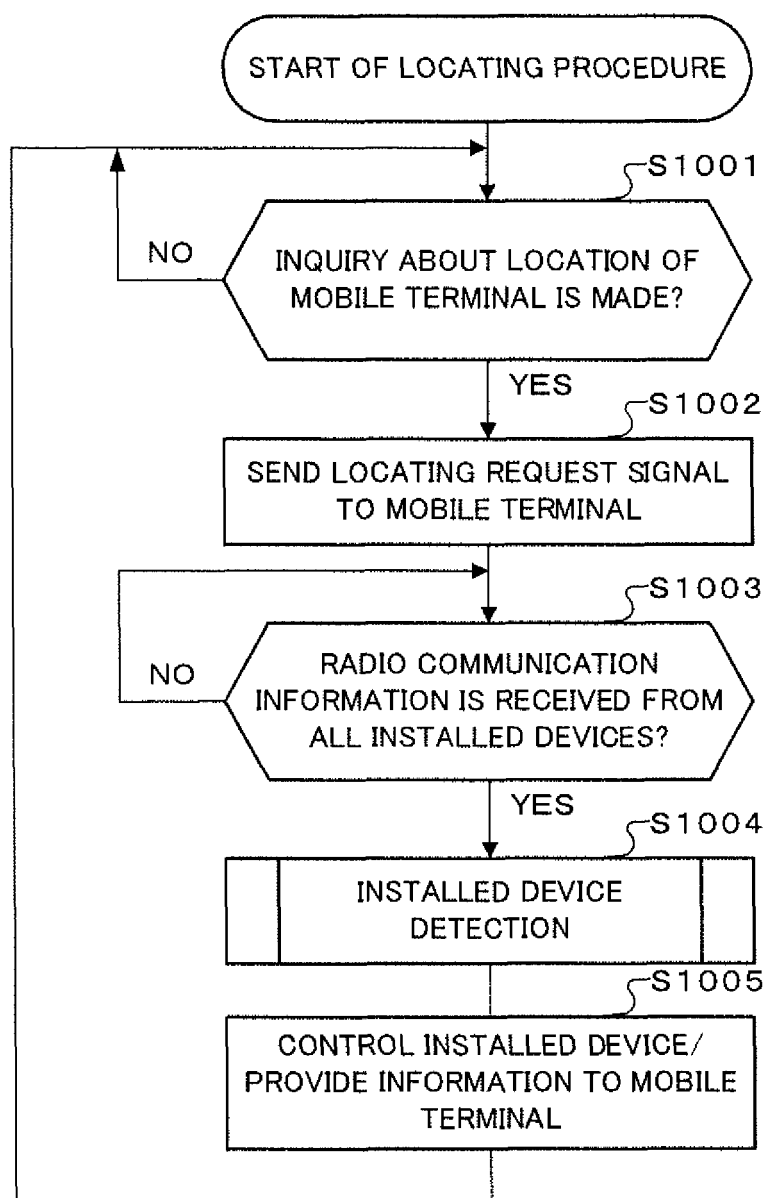 START OF LOCATING PROCEDURE
S1001
NO
INQUIRY ABOUT LOCATION OF
MOBILE TERMINAL IS MADE?
YES
S1002
SEND LOCATING REQUEST SIGNAL
TO MOBILE TERMINAL
S1003
NO
RADIO COMMUNICATION
INFORMATION IS RECEIVED FROM
ALL INSTALLED DEVICES?
YES
S1004
INSTALLED DEVICE
DETECTION
S1005
CONTROL INSTALLED DEVICE/
PROVIDE INFORMATION TO MOBILE
TERMINAL